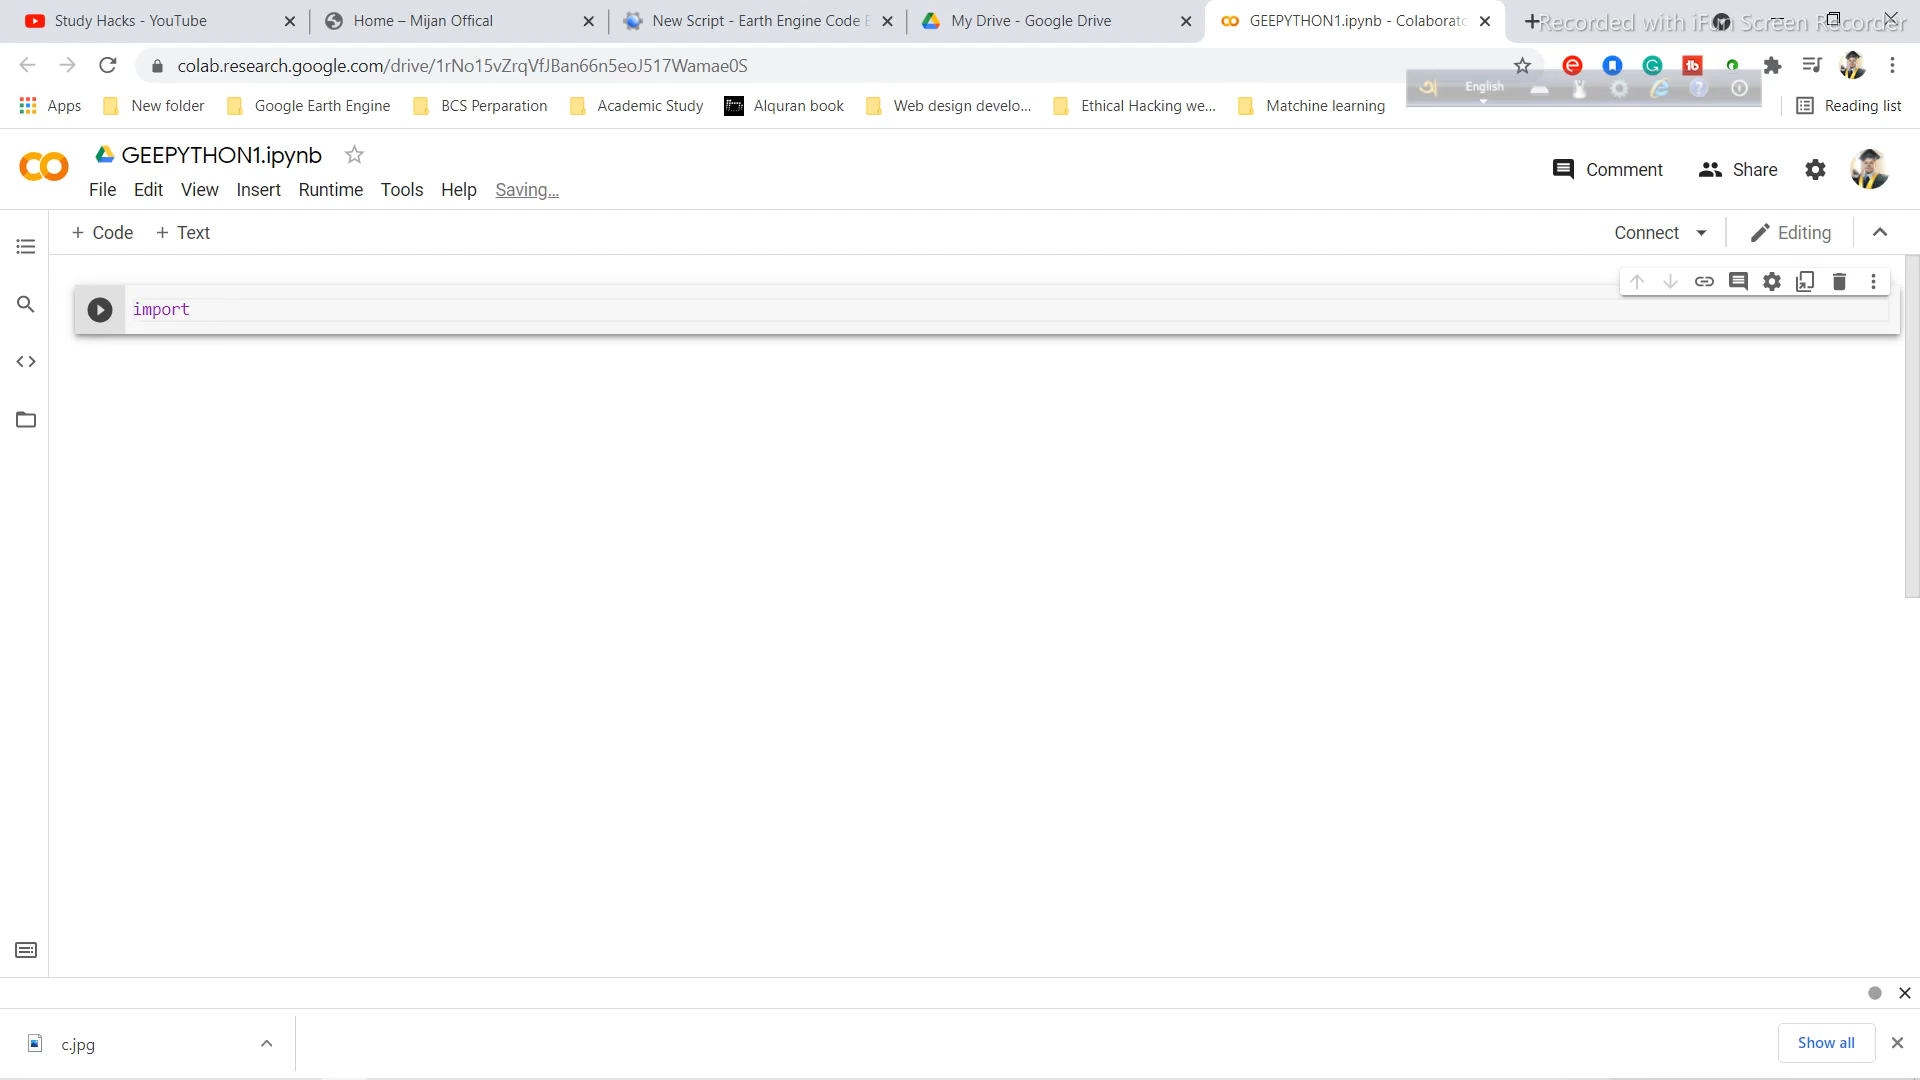 Study Hacks - YouTube
Home – Mijan Offical
New Script - Earth Engine Code E
My Drive - Google Drive
GEEPYTHON1.ipynb - Colaborato
Recorded with iFun Screen Recorder
colab.research.google.com/drive/1rNo15vZrqVfJBan66n5eoJ517Wamae0S
English
Apps
New folder
Google Earth Engine
BCS Perparation
Academic Study
Alquran book
Web design develo...
Ethical Hacking we...
Matchine learning
Reading list
GEEPYTHON1.ipynb
Comment
Share
File Edit View Insert Runtime Tools Help Saving...
+ Code + Text
Connect
Editing
import
c.jpg
Show all